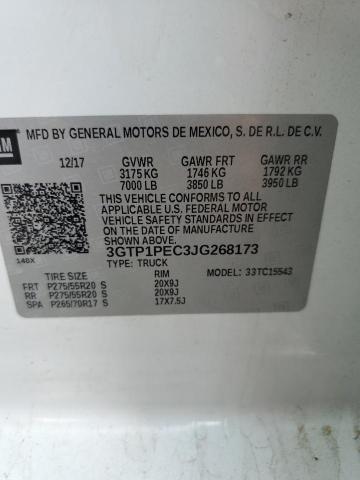 GM
MFD BY GENERAL MOTORS DE MEXICO, S. DE R.L. DE C.V.
12/17 GVWR GAWR FRT GAWR RR
3175 KG 1746 KG 1792 KG
7000 LB 3850 LB 3950 LB
THIS VEHICLE CONFORMS TO ALL
APPLICABLE U.S. FEDERAL MOTOR
VEHICLE SAFETY STANDARDS IN EFFECT
ON THE DATE OF MANUFACTURE SHOWN ABOVE.
3GTP1PEC3JG268173
148X TYPE: TRUCK MODEL: 33TC15543
TIRE SIZE RIM
FRT P275/55R20 S 20X9J
RR P275/55R20 S 20X9J
SPA P265/70R17 S 17X7.5J